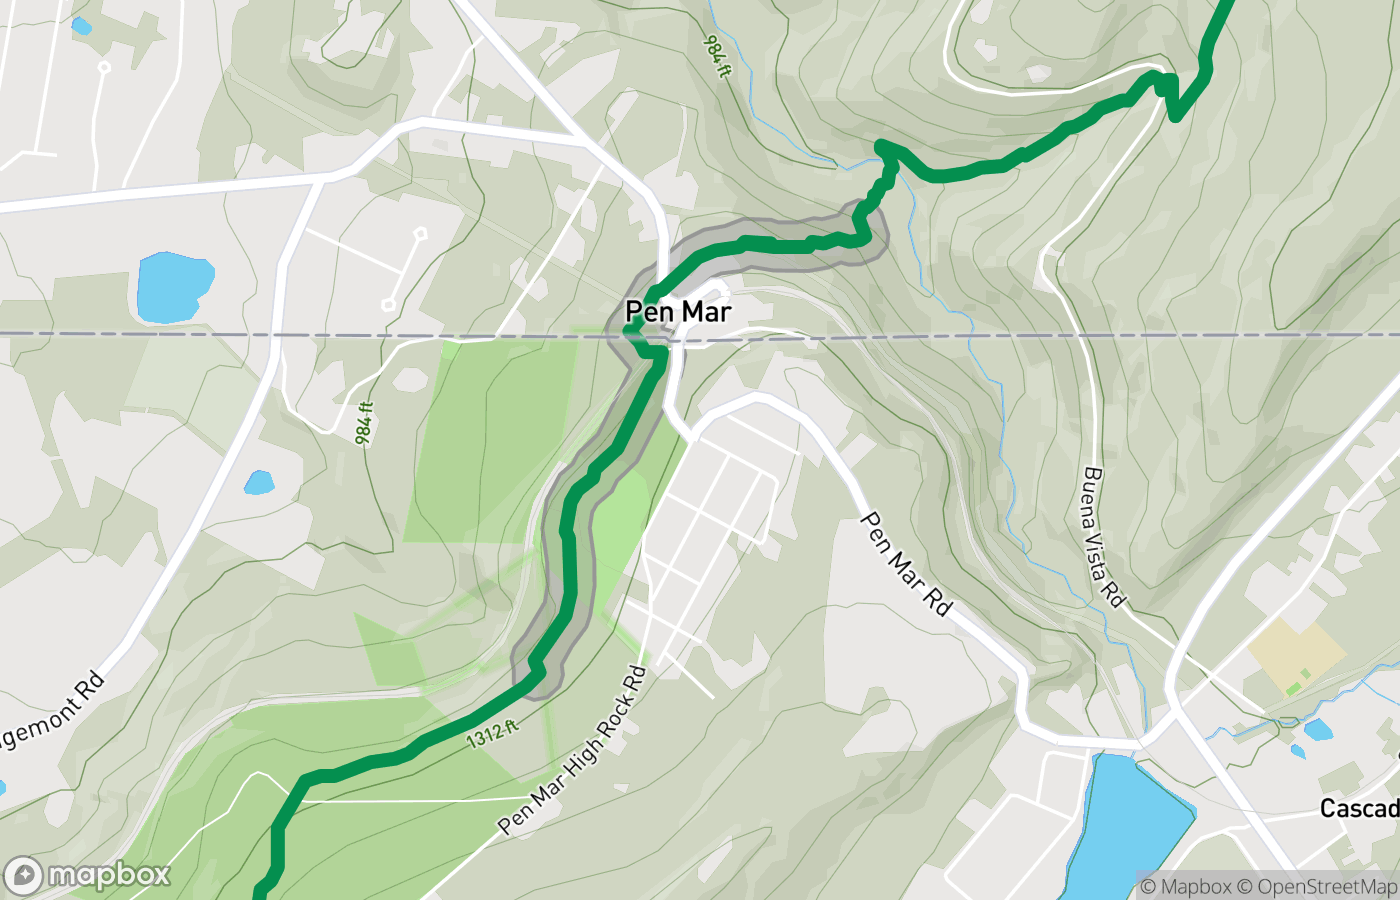 984 ft
Pen Mar
984 ft
Buena Vista Rd
Pen Mar Rd
gemont Rd
1312 ft
Pen Mar High Rock Rd
Cascad
mapbox
© Mapbox © OpenStreetMap